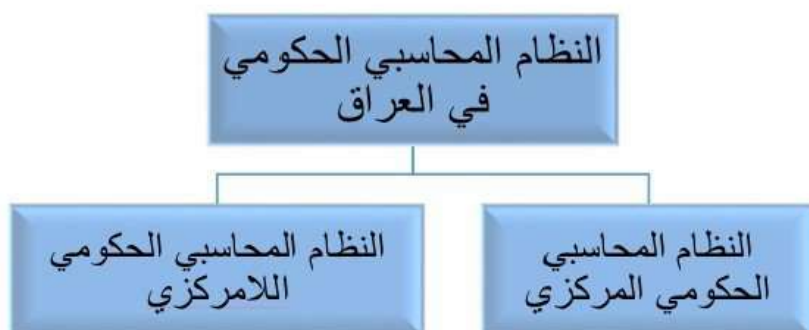 النظام المحاسبي الحكومي
في العراق
النظام المحاسبي
الحكومي المركزي
النظام المحاسبي الحكومي
اللامركزي